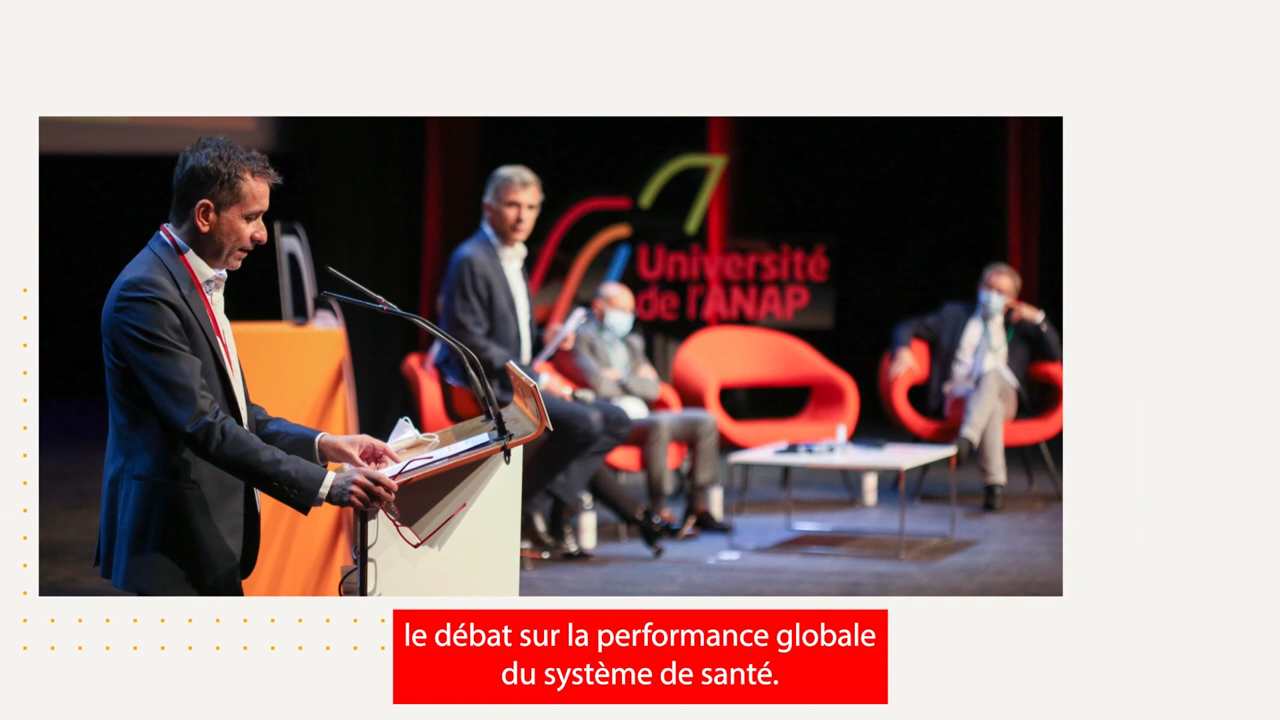 Université
de l'ANAP
le débat sur la performance globale
du système de santé.